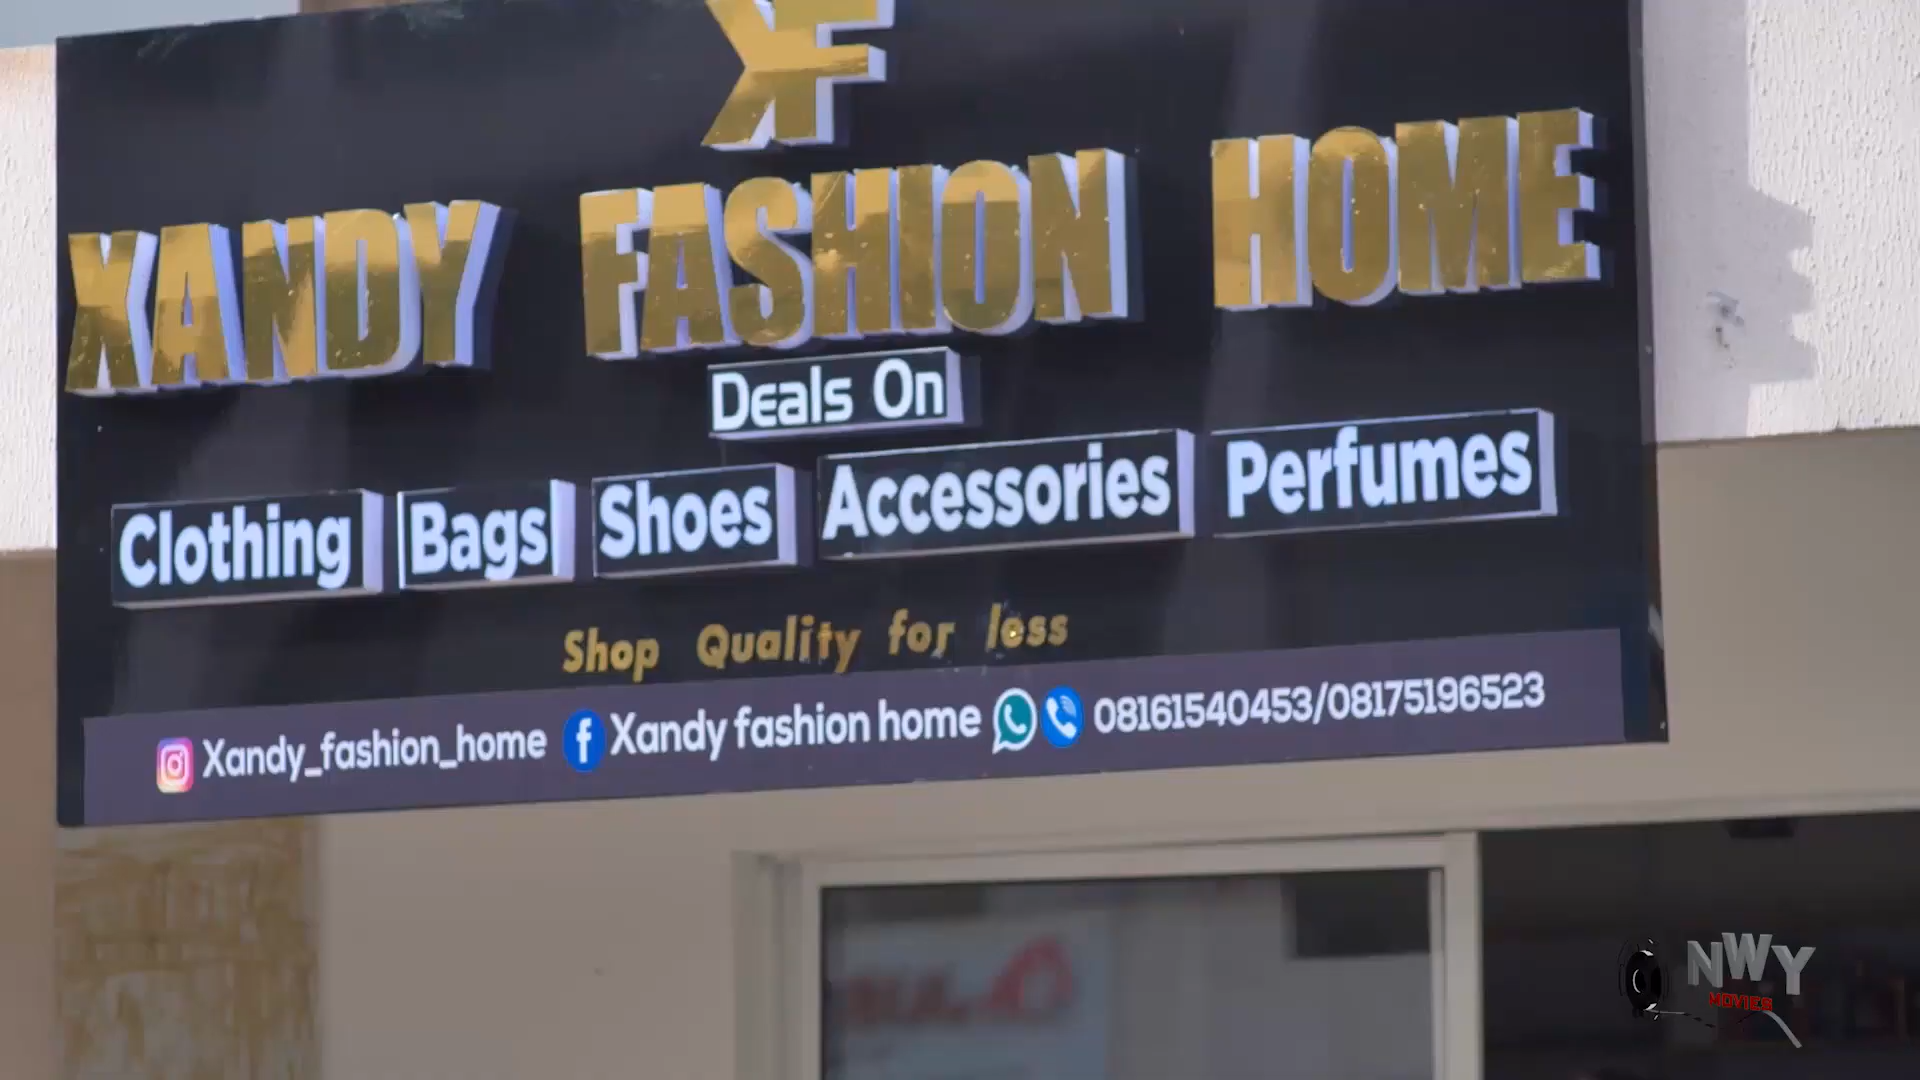 XF
XANDY FASHION HOME
Deals On
Clothing Bags Shoes Accessories Perfumes
Shop Quality for less
Xandy_fashion_home Xandy fashion home 08161540453/08175196523
NWY
MOVIES